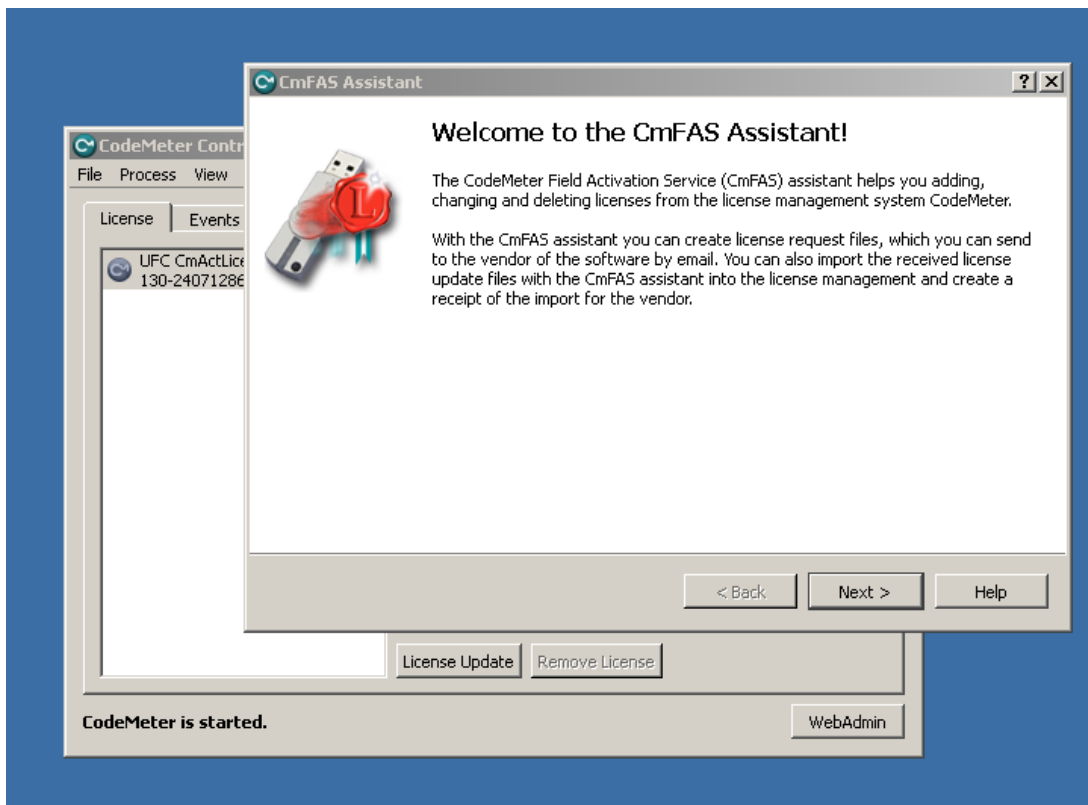 CmFAS Assistant
Welcome to the CmFAS Assistant!
The CodeMeter Field Activation Service (CmFAS) assistant helps you adding,
changing and deleting licenses from the license management system CodeMeter.
With the CmFAS assistant you can create license request files, which you can send
to the vendor of the software by email. You can also import the received license
update files with the CmFAS assistant into the license management and create a
receipt of the import for the vendor.
L
< Back Next > Help
CodeMeter Contr
File Process View
License Events
UFC CmActLice
130-24071286
License Update Remove License
CodeMeter is started.
WebAdmin